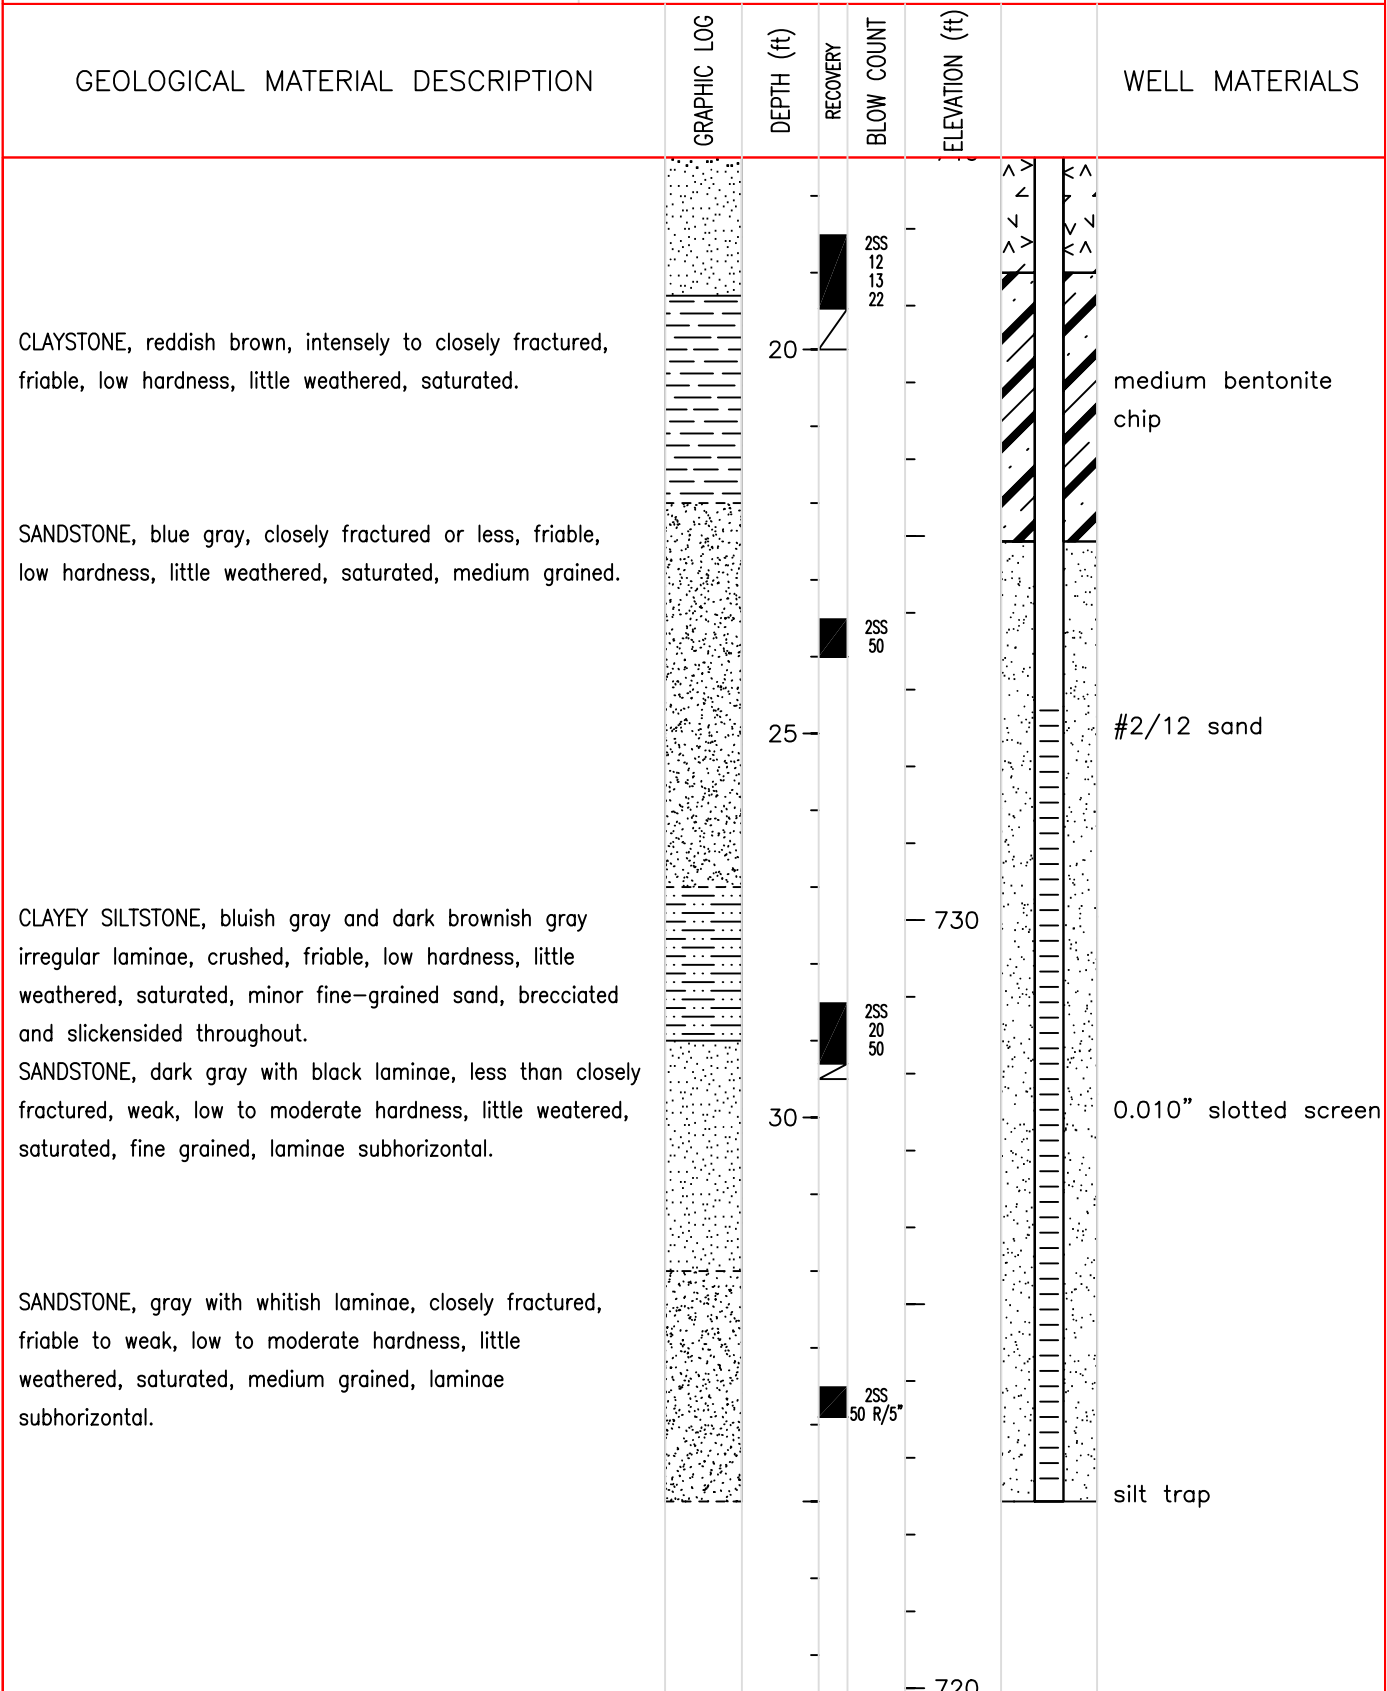 GEOLOGICAL MATERIAL DESCRIPTION
GRAPHIC LOG
DEPTH (ft)
RECOVERY
BLOW COUNT
ELEVATION (ft)
WELL MATERIALS
2SS
12
13
22
CLAYSTONE, reddish brown, intensely to closely fractured,
20
friable, low hardness, little weathered, saturated.
medium bentonite
chip
SANDSTONE, blue gray, closely fractured or less, friable,
low hardness, little weathered, saturated, medium grained.
2SS
50
25
#2/12 sand
CLAYEY SILTSTONE, bluish gray and dark brownish gray
730
irregular laminae, crushed, friable, low hardness, little
weathered, saturated, minor fine-grained sand, brecciated
and slickensided throughout.
2SS
20
50
SANDSTONE, dark gray with black laminae, less than closely
fractured, weak, low to moderate hardness, little weatered,
30
0.010" slotted screen
saturated, fine grained, laminae subhorizontal.
SANDSTONE, gray with whitish laminae, closely fractured,
friable to weak, low to moderate hardness, little
weathered, saturated, medium grained, laminae
subhorizontal.
2SS
50 R/5"
silt trap
720